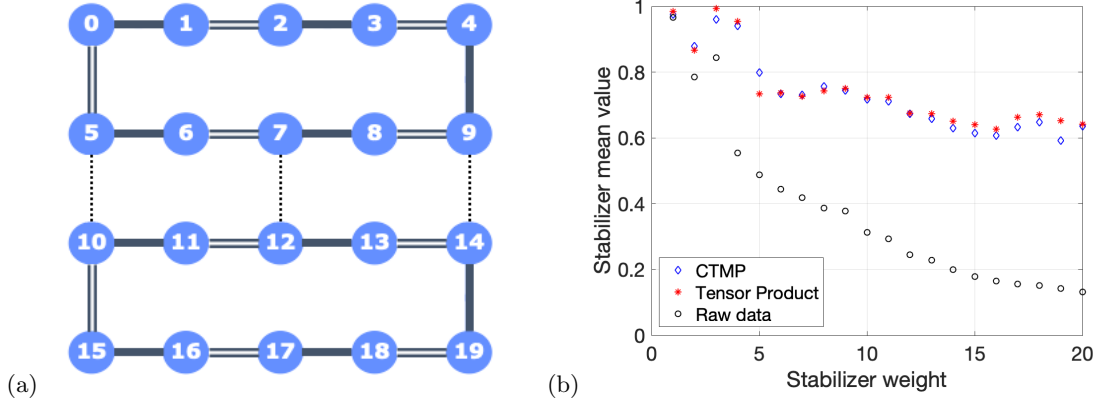 0 1 2 3 4
5 6 7 8 9
10 11 12 13 14
15 16 17 18 19
(a)
1
0.8
0.6
0.4
0.2
0
Stabilizer mean value
CTMP
Tensor Product
Raw data
0 5 10 15 20
Stabilizer weight
(b)